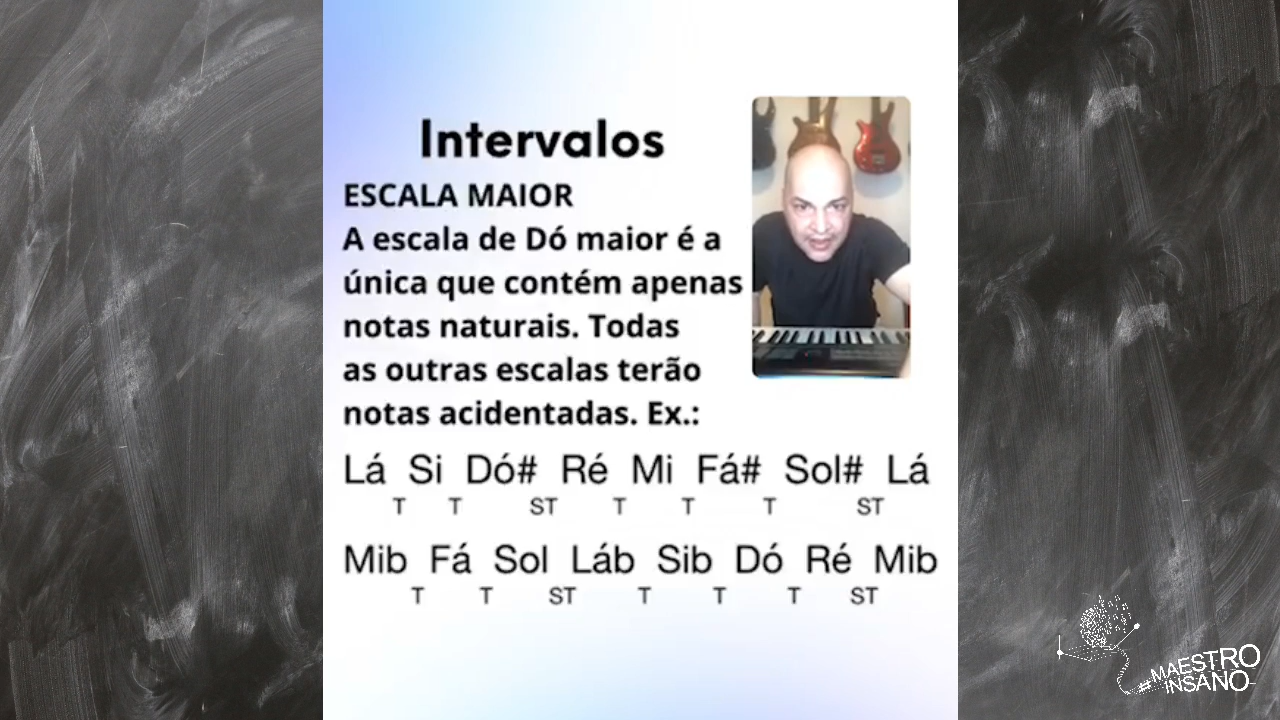 Intervalos
ESCALA MAIOR
A escala de Dó maior é a
única que contém apenas
notas naturais. Todas
as outras escalas terão
notas acidentadas. Ex.:
Lá Si Dó# Ré Mi Fá# Sol# Lá
T T ST T T T ST
Mib Fá Sol Láb Sib Dó Ré Mib
T T ST T T T ST
#MAESTRO
INSANO